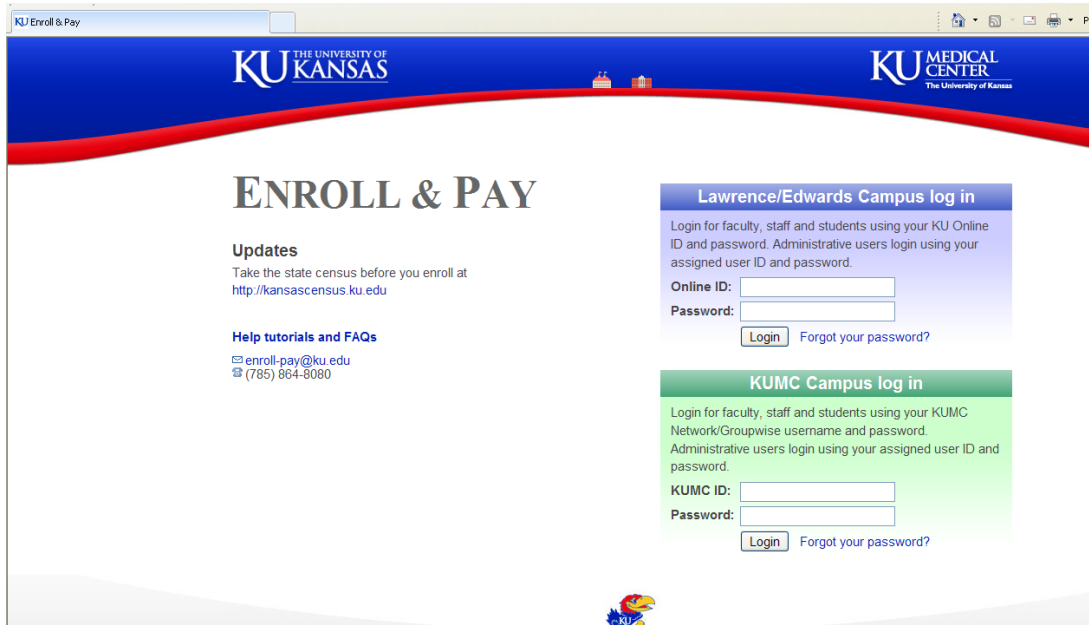 KU Enroll & Pay
P
KU THE UNIVERSITY OF
KANSAS
KU MEDICAL
CENTER
The University of Kansas
ENROLL & PAY
Updates
Take the state census before you enroll at
http://kansascensus.ku.edu
Help tutorials and FAQs
enroll-pay@ku.edu
(785) 864-8080
Lawrence/Edwards Campus log in
Login for faculty, staff and students using your KU Online
ID and password. Administrative users login using your
assigned user ID and password.
Online ID:
Password:
Login Forgot your password?
KUMC Campus log in
Login for faculty, staff and students using your KUMC
Network/Groupwise username and password.
Administrative users login using your assigned user ID and
password.
KUMC ID:
Password:
Login Forgot your password?
KU